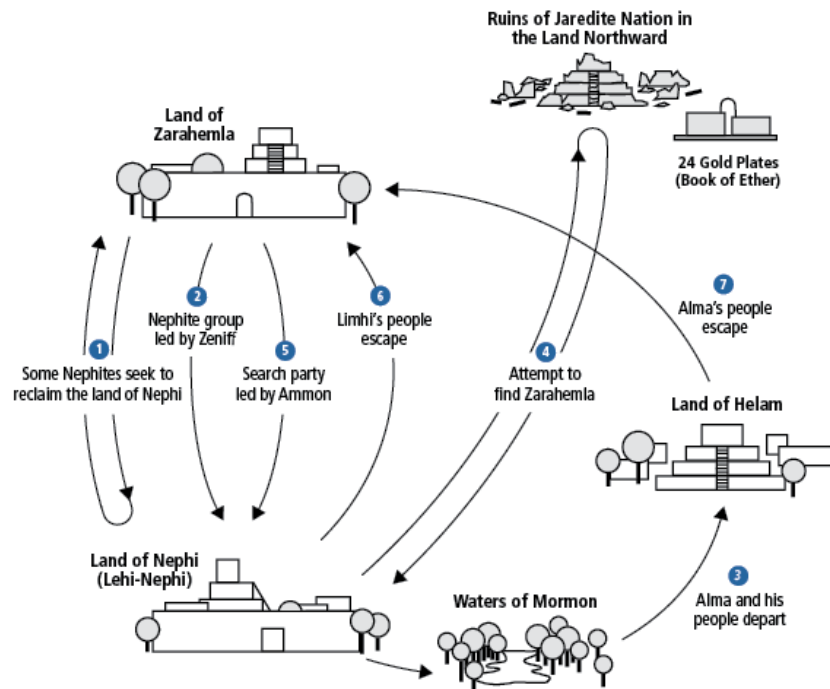 Ruins of Jaredite Nation in
the Land Northward
24 Gold Plates
(Book of Ether)
Land of
Zarahemla
1
Some Nephites seek to
reclaim the land of Nephi
2
Nephite group
led by Zeniff
5
Search party
led by Ammon
6
Limhi's people
escape
4
Attempt to
find Zarahemla
7
Alma's people
escape
Land of Helam
Land of Nephi
(Lehi-Nephi)
Waters of Mormon
3
Alma and his
people depart